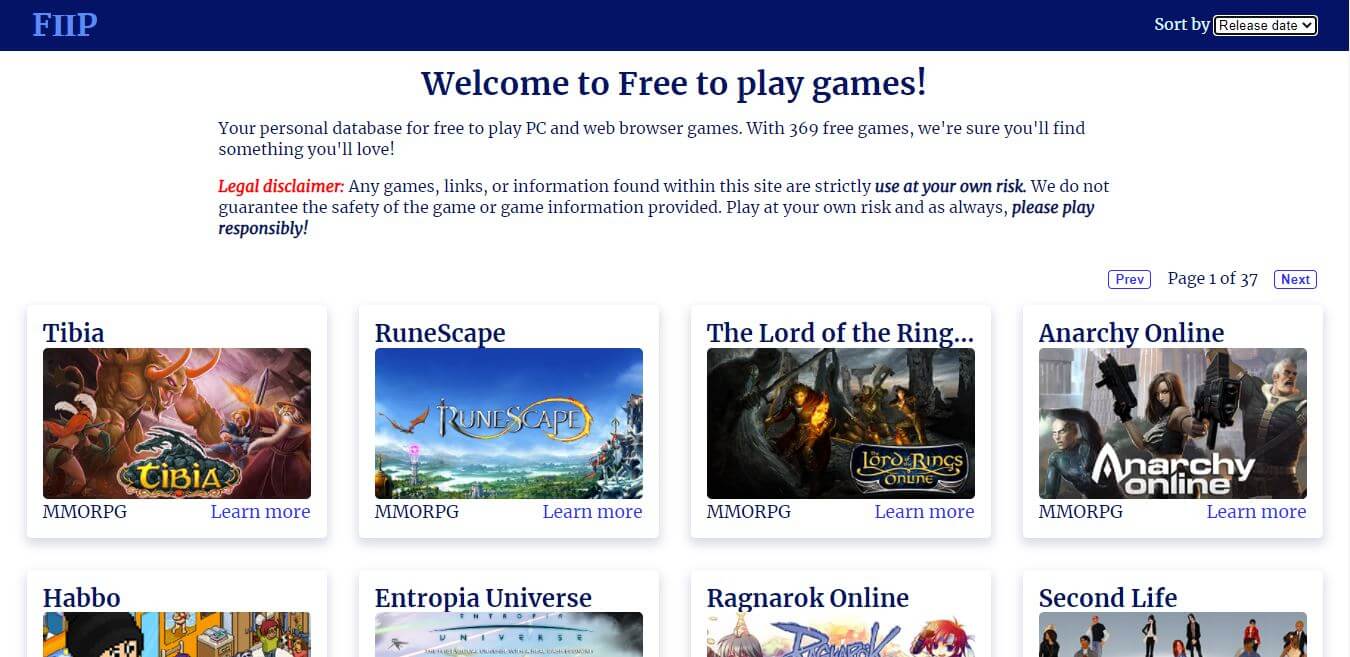 FIIP
Sort by Release date
Welcome to Free to play games!
Your personal database for free to play PC and web browser games. With 369 free games, we're sure you'll find
something you'll love!
Legal disclaimer: Any games, links, or information found within this site are strictly use at your own risk. We do not
guarantee the safety of the game or game information provided. Play at your own risk and as always, please play
responsibly!
Prev Page 1 of 37 Next
Tibia
TIBIA
MMORPG Learn more
RuneScape
RUNESCAPE
MMORPG Learn more
The Lord of the Ring...
The
Lord of the Rings
Online
MMORPG Learn more
Anarchy Online
Anarchy
online
MMORPG Learn more
Habbo
Entropia Universe
ENTROPIA
UNIVERSE
Ragnarok Online
Ragnarok
Second Life